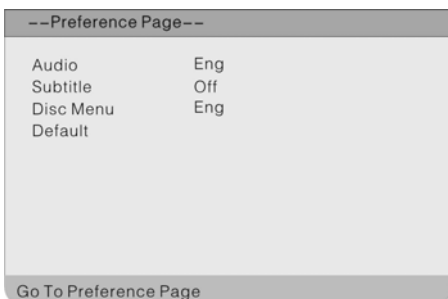 --Preference Page--
Audio Eng
Subtitle Off
Disc Menu Eng
Default
Go To Preference Page